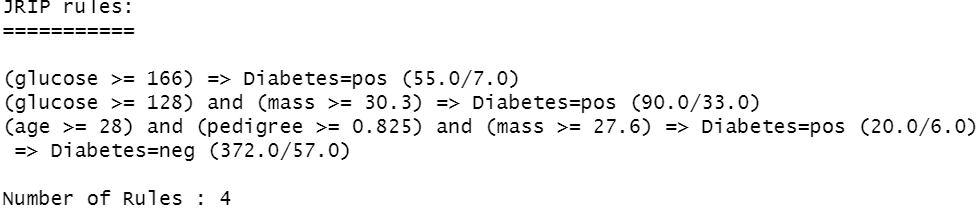 JRIP rules:
===========
(glucose >= 166) => Diabetes=pos (55.0/7.0)
(glucose >= 128) and (mass >= 30.3) => Diabetes=pos (90.0/33.0)
(age >= 28) and (pedigree >= 0.825) and (mass >= 27.6) => Diabetes=pos (20.0/6.0)
 => Diabetes=neg (372.0/57.0)
Number of Rules : 4